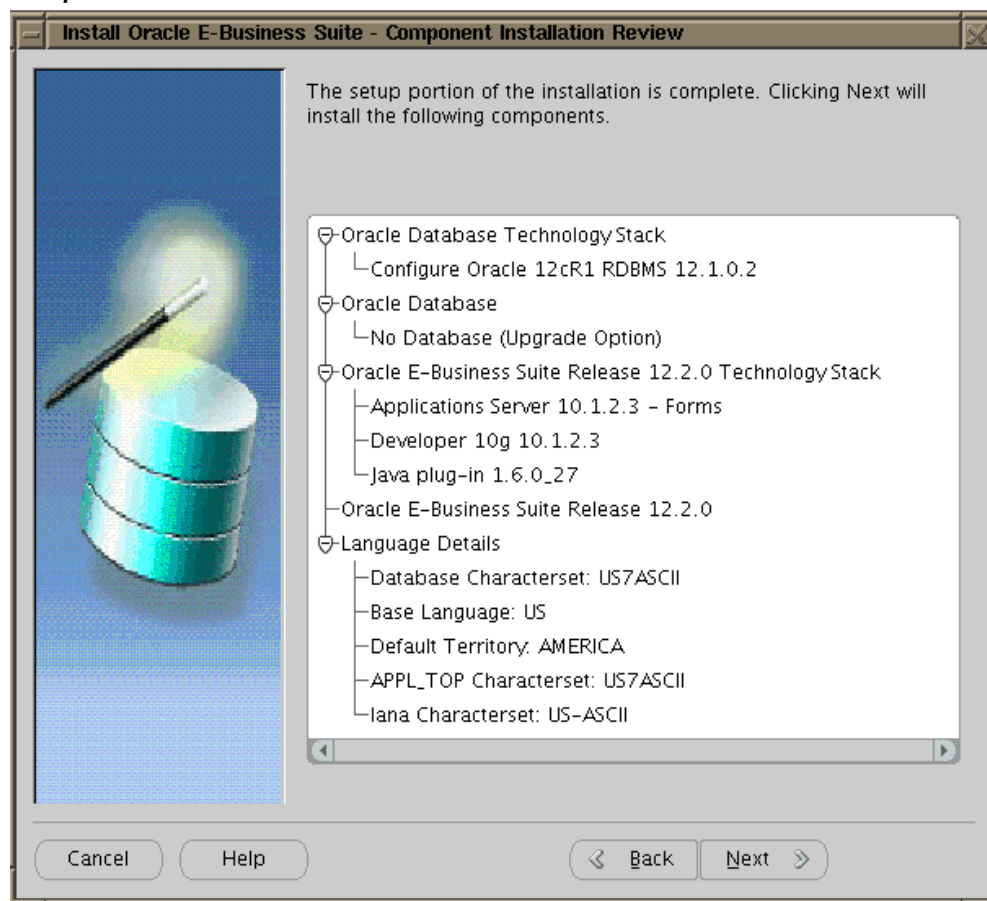 Install Oracle E-Business Suite - Component Installation Review
The setup portion of the installation is complete. Clicking Next will
install the following components.
Oracle Database Technology Stack
Configure Oracle 12cR1 RDBMS 12.1.0.2
Oracle Database
No Database (Upgrade Option)
Oracle E-Business Suite Release 12.2.0 Technology Stack
Applications Server 10.1.2.3 - Forms
Developer 10g 10.1.2.3
Java plug-in 1.6.0_27
Oracle E-Business Suite Release 12.2.0
Language Details
Database Characterset: US7ASCII
Base Language: US
Default Territory: AMERICA
APPL_TOP Characterset: US7ASCII
Iana Characterset: US-ASCII
Cancel Help Back Next